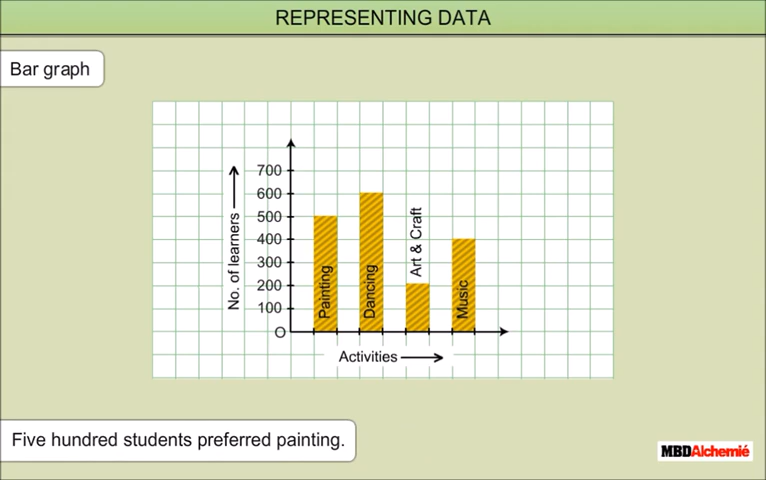 REPRESENTING DATA
Bar graph
No. of learners
700
600
500
400
300
200
100
O
Painting
Dancing
Art & Craft
Music
Activities
Five hundred students preferred painting.
MBDAlchemié